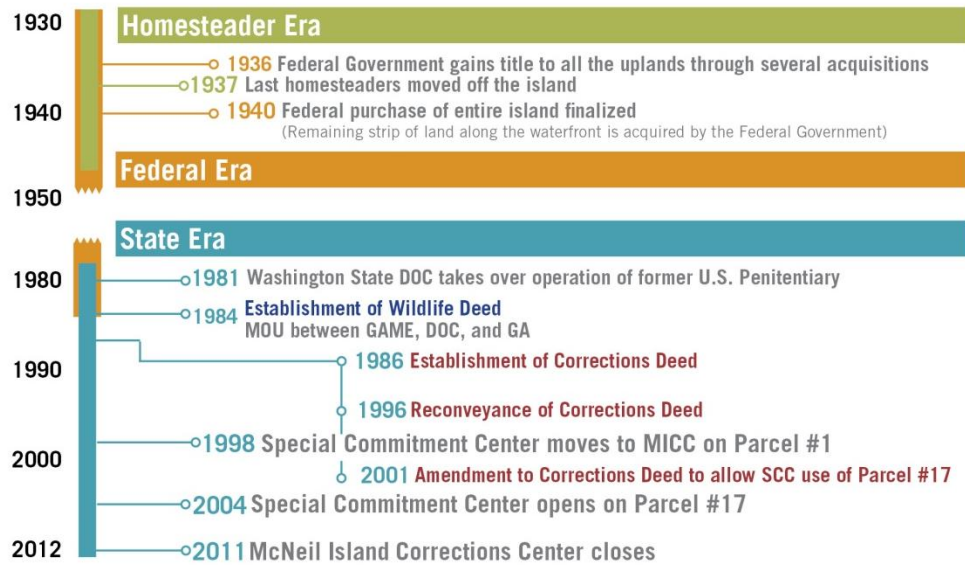 1930
Homesteader Era
1936 Federal Government gains title to all the uplands through several acquisitions
1937 Last homesteaders moved off the island
1940
1940 Federal purchase of entire island finalized
(Remaining strip of land along the waterfront is acquired by the Federal Government)
Federal Era
1950
State Era
1980
1981 Washington State DOC takes over operation of former U.S. Penitentiary
1984 Establishment of Wildlife Deed
MOU between GAME, DOC, and GA
1986 Establishment of Corrections Deed
1990
1996 Reconveyance of Corrections Deed
1998 Special Commitment Center moves to MICC on Parcel #1
2000
2001 Amendment to Corrections Deed to allow SCC use of Parcel #17
2004 Special Commitment Center opens on Parcel #17
2012
2011 McNeil Island Corrections Center closes